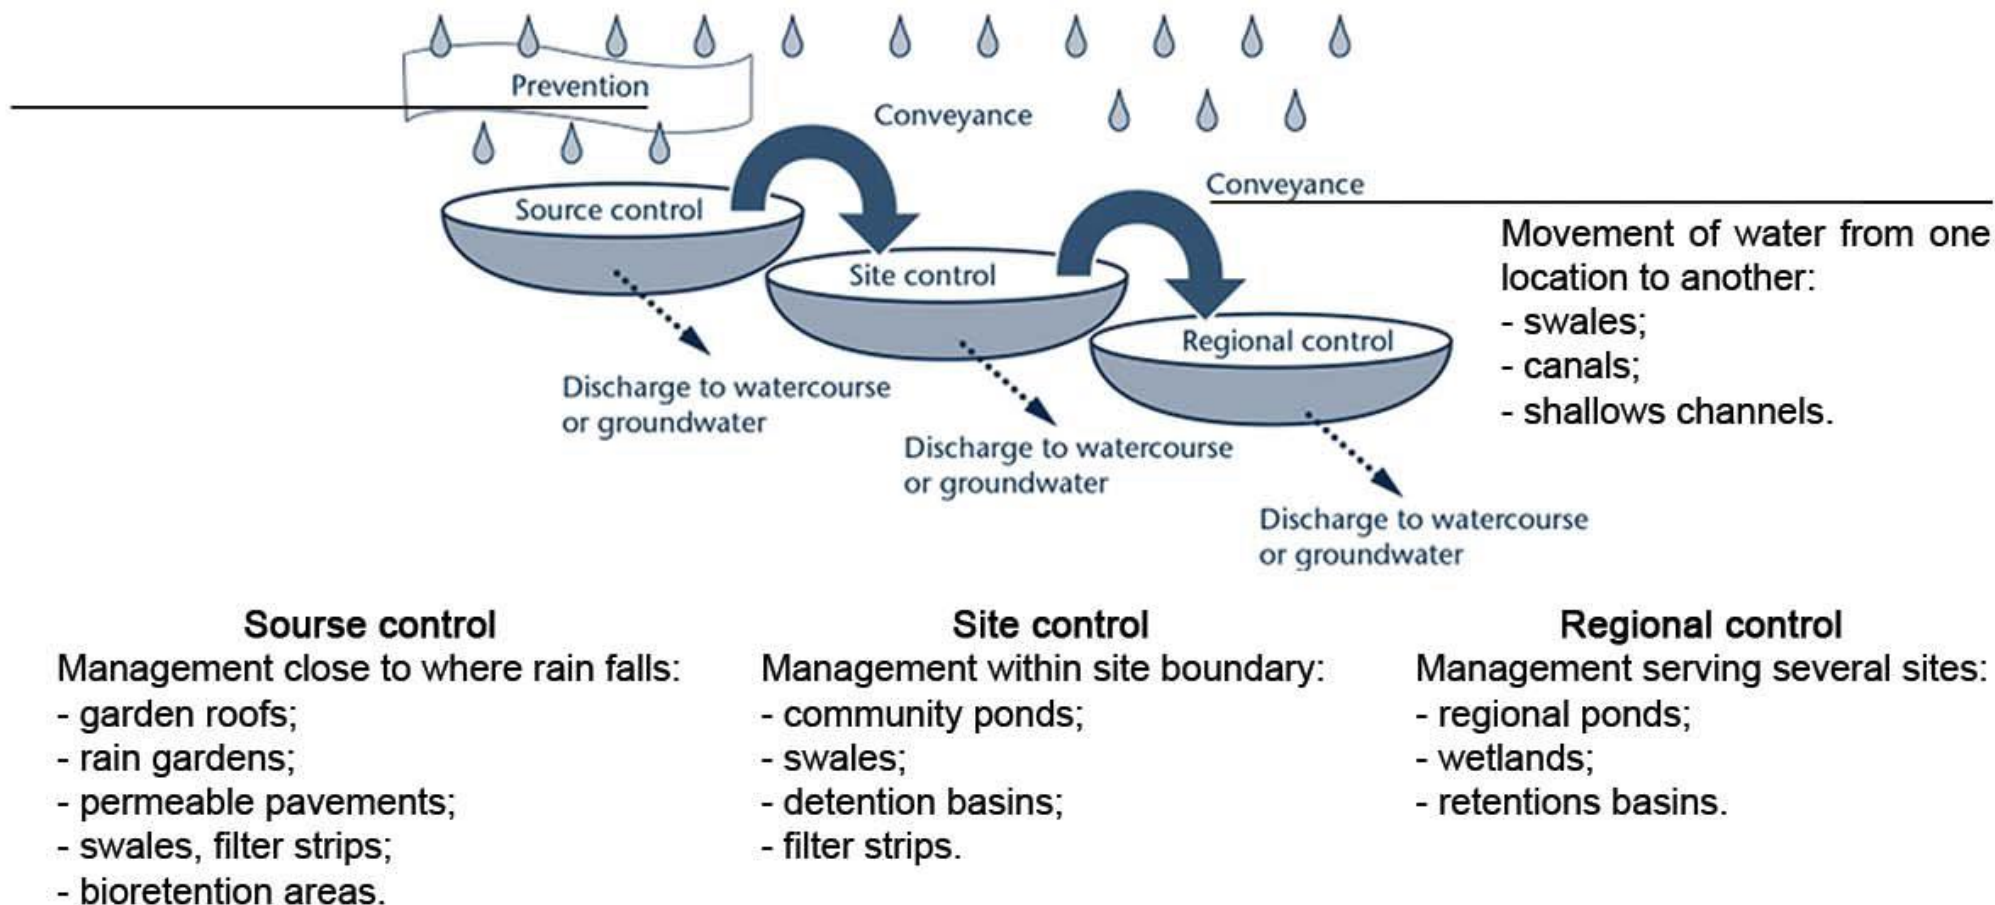 Prevention
Conveyance
Conveyance
Source control
Site control
Regional control
Movement of water from one
location to another:
- swales;
- canals;
- shallows channels.
Discharge to watercourse
or groundwater
Discharge to watercourse
or groundwater
Discharge to watercourse
or groundwater
Sourse control
Management close to where rain falls:
- garden roofs;
- rain gardens;
- permeable pavements;
- swales, filter strips;
- bioretention areas.
Site control
Management within site boundary:
- community ponds;
- swales;
- detention basins;
- filter strips.
Regional control
Management serving several sites:
- regional ponds;
- wetlands;
- retentions basins.